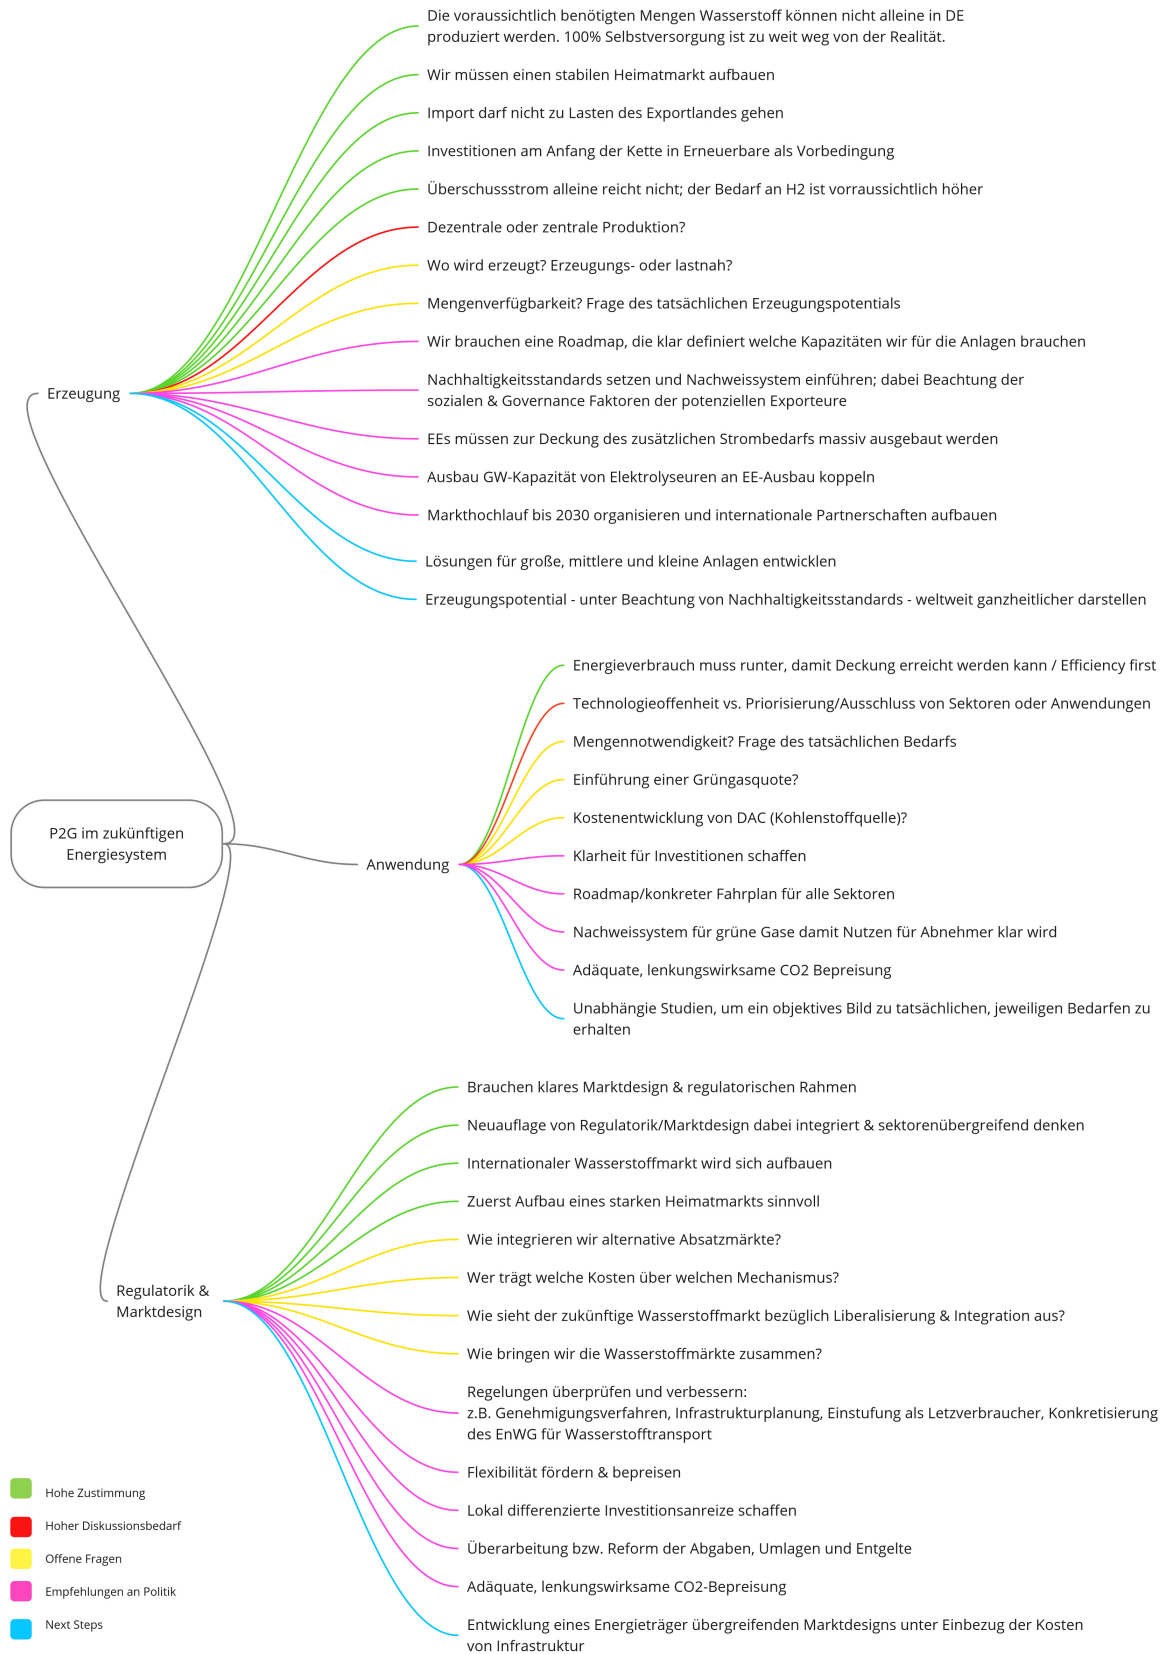 Die voraussichtlich benötigten Mengen Wasserstoff können nicht alleine in DE
produziert werden. 100% Selbstversorgung ist zu weit weg von der Realität.
Wir müssen einen stabilen Heimatmarkt aufbauen
Import darf nicht zu Lasten des Exportlandes gehen
Investitionen am Anfang der Kette in Erneuerbare als Vorbedingung
Überschussstrom alleine reicht nicht; der Bedarf an H2 ist vorraussichtlich höher
Dezentrale oder zentrale Produktion?
Wo wird erzeugt? Erzeugungs- oder lastnah?
Mengenverfügbarkeit? Frage des tatsächlichen Erzeugungspotentials
Wir brauchen eine Roadmap, die klar definiert welche Kapazitäten wir für die Anlagen brauchen
Nachhaltigkeitsstandards setzen und Nachweissystem einführen; dabei Beachtung der
sozialen & Governance Faktoren der potenziellen Exporteure
Erzeugung
EEs müssen zur Deckung des zusätzlichen Strombedarfs massiv ausgebaut werden
Ausbau GW-Kapazität von Elektrolyseuren an EE-Ausbau koppeln
Markthochlauf bis 2030 organisieren und internationale Partnerschaften aufbauen
Lösungen für große, mittlere und kleine Anlagen entwicklen
Erzeugungspotential - unter Beachtung von Nachhaltigkeitsstandards - weltweit ganzheitlicher darstellen
Energieverbrauch muss runter, damit Deckung erreicht werden kann / Efficiency first
Technologieoffenheit vs. Priorisierung/Ausschluss von Sektoren oder Anwendungen
Mengennotwendigkeit? Frage des tatsächlichen Bedarfs
Einführung einer Grüngasquote?
Kostenentwicklung von DAC (Kohlenstoffquelle)?
P2G im zukünftigen
Energiesystem
Anwendung
Klarheit für Investitionen schaffen
Roadmap/konkreter Fahrplan für alle Sektoren
Nachweissystem für grüne Gase damit Nutzen für Abnehmer klar wird
Adäquate, lenkungswirksame CO2 Bepreisung
Unabhängie Studien, um ein objektives Bild zu tatsächlichen, jeweiligen Bedarfen zu
erhalten
Brauchen klares Marktdesign & regulatorischen Rahmen
Neuauflage von Regulatorik/Marktdesign dabei integriert & sektorenübergreifend denken
Internationaler Wasserstoffmarkt wird sich aufbauen
Zuerst Aufbau eines starken Heimatmarkts sinnvoll
Wie integrieren wir alternative Absatzmärkte?
Wer trägt welche Kosten über welchen Mechanismus?
Regulatorik &
Marktdesign
Wie sieht der zukünftige Wasserstoffmarkt bezüglich Liberalisierung & Integration aus?
Wie bringen wir die Wasserstoffmärkte zusammen?
Regelungen überprüfen und verbessern:
z.B. Genehmigungsverfahren, Infrastrukturplanung, Einstufung als Letzverbraucher, Konkretisierung
des EnWG für Wasserstofftransport
Flexibilität fördern & bepreisen
Lokal differenzierte Investitionsanreize schaffen
Überarbeitung bzw. Reform der Abgaben, Umlagen und Entgelte
Adäquate, lenkungswirksame CO2-Bepreisung
Entwicklung eines Energieträger übergreifenden Marktdesigns unter Einbezug der Kosten
von Infrastruktur
Hohe Zustimmung
Hoher Diskussionsbedarf
Offene Fragen
Empfehlungen an Politik
Next Steps